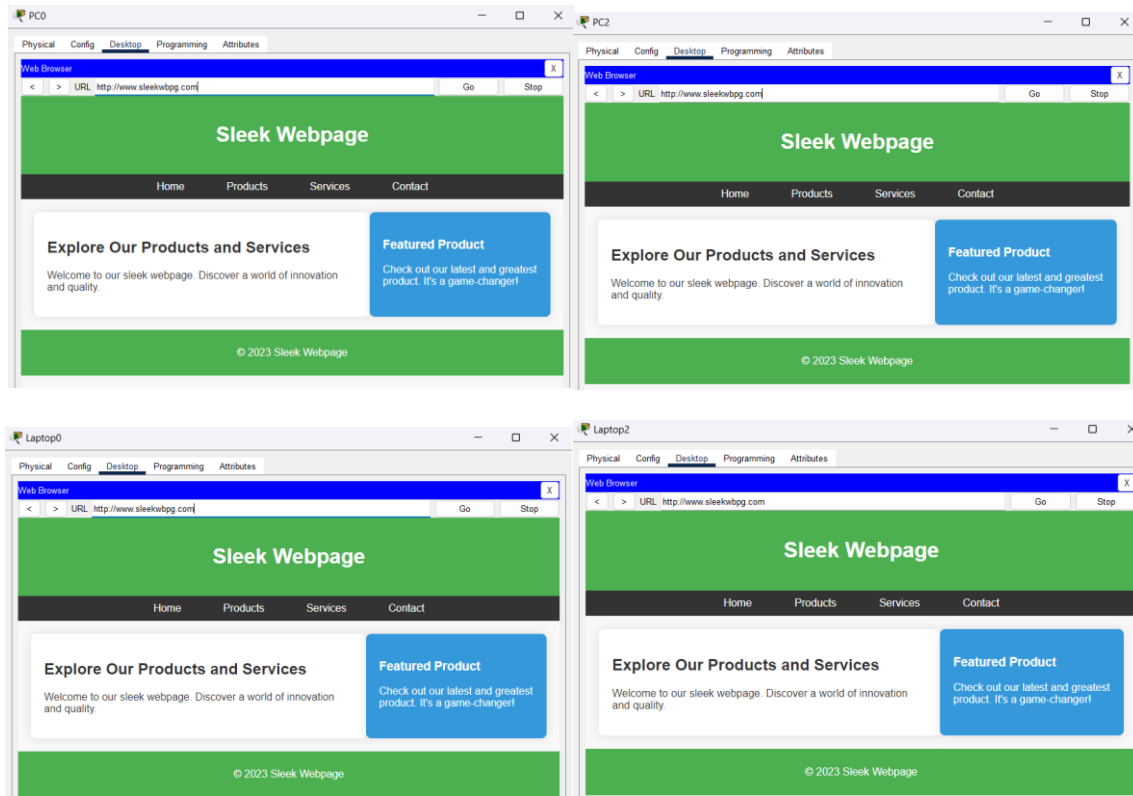 PC0
Physical Config Desktop Programming Attributes
Web Browser X
< > URL http://www.sleekwbpg.com Go Stop
Sleek Webpage
Home Products Services Contact
Explore Our Products and Services
Welcome to our sleek webpage. Discover a world of innovation
and quality.
Featured Product
Check out our latest and greatest
product. It's a game-changer!
© 2023 Sleek Webpage
PC2
Physical Config Desktop Programming Attributes
Web Browser X
< > URL http://www.sleekwbpg.com Go Stop
Sleek Webpage
Home Products Services Contact
Explore Our Products and Services
Welcome to our sleek webpage. Discover a world of innovation
and quality.
Featured Product
Check out our latest and greatest
product. It's a game-changer!
© 2023 Sleek Webpage
Laptop0
Physical Config Desktop Programming Attributes
Web Browser X
< > URL http://www.sleekwbpg.com Go Stop
Sleek Webpage
Home Products Services Contact
Explore Our Products and Services
Welcome to our sleek webpage. Discover a world of innovation
and quality.
Featured Product
Check out our latest and greatest
product. It's a game-changer!
© 2023 Sleek Webpage
Laptop2
Physical Config Desktop Programming Attributes
Web Browser X
< > URL http://www.sleekwbpg.com Go Stop
Sleek Webpage
Home Products Services Contact
Explore Our Products and Services
Welcome to our sleek webpage. Discover a world of innovation
and quality.
Featured Product
Check out our latest and greatest
product. It's a game-changer!
© 2023 Sleek Webpage